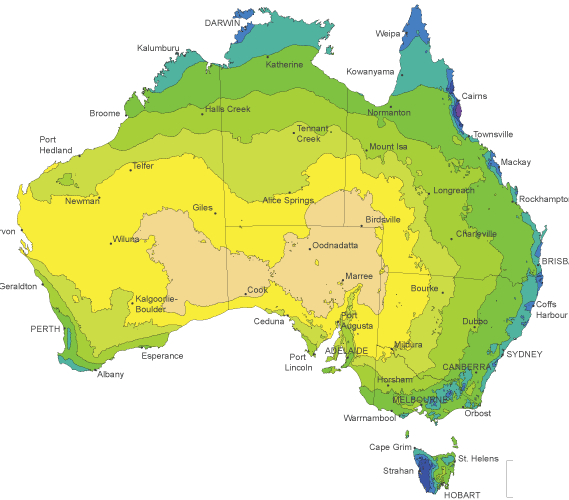 DARWIN
Weipa
Kalumburu
Katherine
Kowanyama
Cairns
Broome
Halls Creek
Normanton
Tennant
Creek
Townsville
Port
Hedland
Mount Isa
Mackay
Telfer
Newman
Alice Springs
Longreach
Rockhampton
Giles
Birdsville
rvon
Wiluna
Oodnadatta
Charleville
BRISB
Geraldton
Cook
Marree
Bourke
Kalgoorlie-
Boulder
Coffs
Harbour
PERTH
Ceduna
Port
Augusta
Dubbo
Esperance
Port
Lincoln
ADELAIDE
Mildura
SYDNEY
Albany
CANBERRA
Horsham
MELBOURNE
Warrnambool
Orbost
Cape Grim
St. Helens
Strahan
HOBART